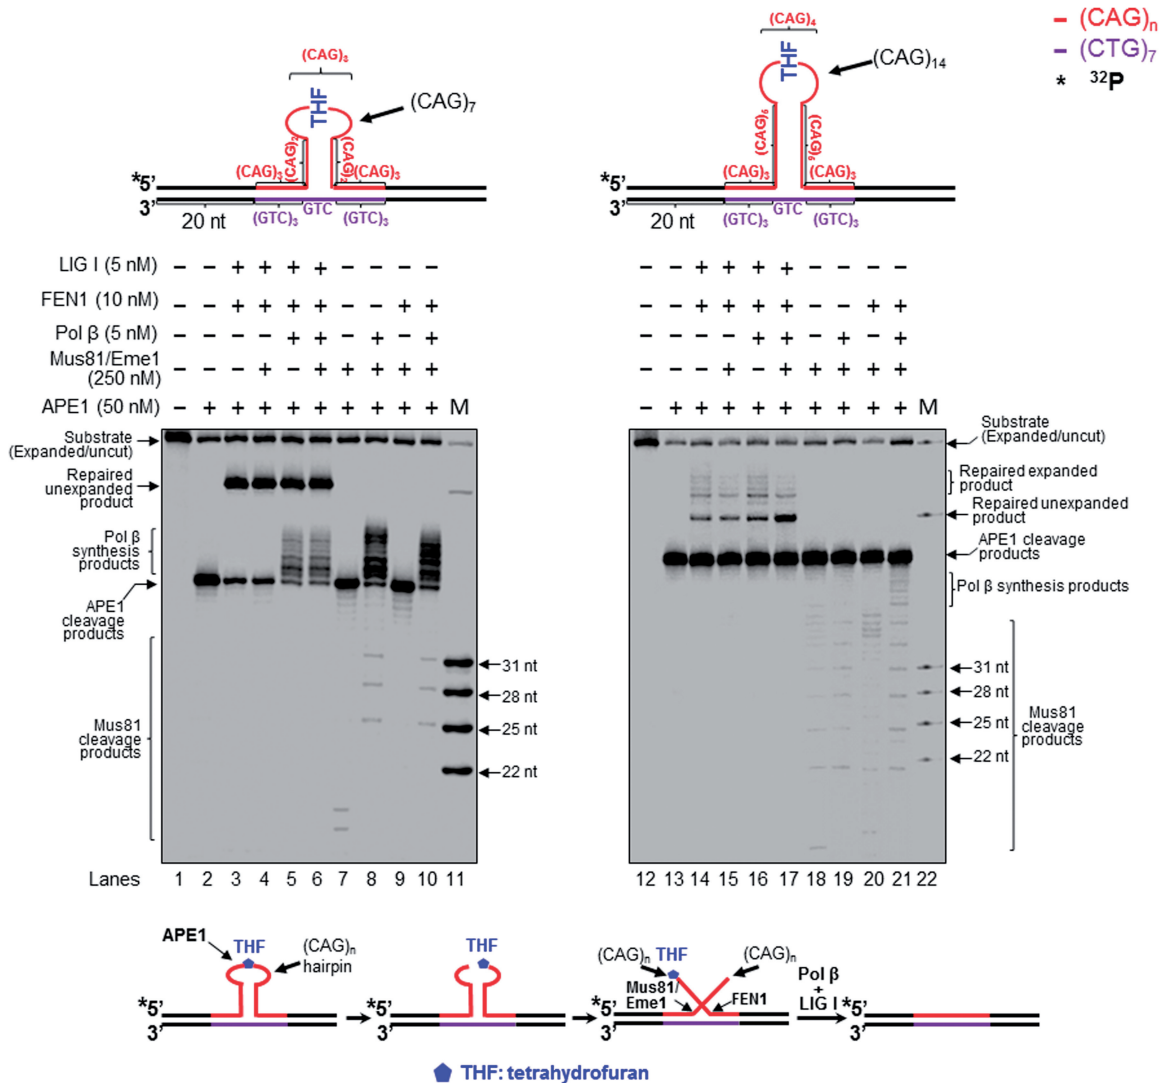 (CAG)₃
THF
(CAG)₇
(CAG)₃
(CAG)₂
(CAG)₂
(CAG)₃
*5'
3'
20 nt
(GTC)₃
GTC
(GTC)₃
(CAG)₄
THF
(CAG)₁₄
(CAG)₆
(CAG)₆
(CAG)₃
(CAG)₃
*5'
3'
20 nt
(GTC)₃
GTC
(GTC)₃
– (CAG)n
– (CTG)₇
* ³²P
LIG I (5 nM) – – + + + + – – – –
FEN1 (10 nM) – – + + + + – – + +
Pol β (5 nM) – – – – + + – + – +
Mus81/Eme1
(250 nM) – – – + – + + + + +
APE1 (50 nM) – + + + + + + + + + M
– – + + + + – – – –
– – + + + + – – + +
– – – – + + – + – +
– – – + – + + + + +
– + + + + + + + + + M
Substrate
(Expanded/uncut)
Repaired
unexpanded
product
Pol β
synthesis
products
APE1
cleavage
products
Mus81
cleavage
products
31 nt
28 nt
25 nt
22 nt
Substrate
(Expanded/uncut)
Repaired expanded
product
Repaired unexpanded
product
APE1 cleavage
products
Pol β synthesis products
31 nt
28 nt
25 nt
22 nt
Mus81
cleavage
products
Lanes 1 2 3 4 5 6 7 8 9 10 11
12 13 14 15 16 17 18 19 20 21 22
APE1
THF
(CAG)n
hairpin
*5'
3'
THF
*5'
3'
(CAG)n
THF
(CAG)n
Mus81/
Eme1
FEN1
*5'
3'
Pol β
+
LIG I
*5'
3'
THF: tetrahydrofuran